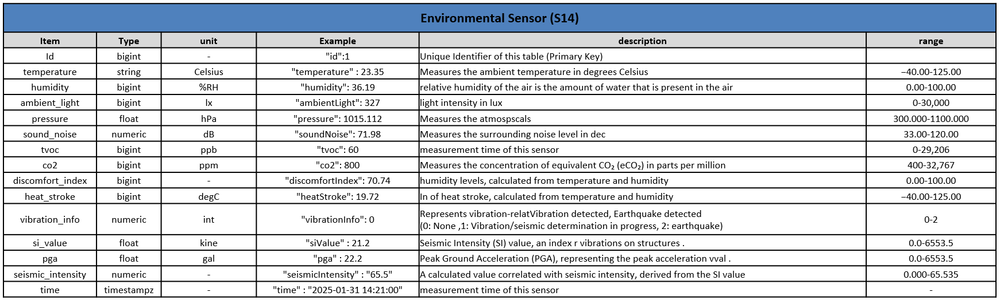 Environmental Sensor (S14)
Item Type unit Example description range
Id bigint - "id":1 Unique Identifier of this table (Primary Key)
temperature string Celsius "temperature" : 23.35 Measures the ambient temperature in degrees Celsius −40.00-125.00
humidity bigint %RH "humidity": 36.19 relative humidity of the air is the amount of water that is present in the air 0.00-100.00
ambient_light bigint lx "ambientLight": 327 light intensity in lux 0-30,000
pressure float hPa "pressure": 1015.112 Measures the atmospscals 300.000-1100.000
sound_noise numeric dB "soundNoise": 71.98 Measures the surrounding noise level in dec 33.00-120.00
tvoc bigint ppb "tvoc": 60 measurement time of this sensor 0-29,206
co2 bigint ppm "co2": 800 Measures the concentration of equivalent CO₂ (eCO₂) in parts per million 400-32,767
discomfort_index bigint - "discomfortIndex": 70.74 humidity levels, calculated from temperature and humidity 0.00-100.00
heat_stroke bigint degC "heatStroke": 19.72 In of heat stroke, calculated from temperature and humidity −40.00-125.00
vibration_info numeric int "vibrationInfo": 0 Represents vibration-relatVibration detected, Earthquake detected 0-2
(0: None ,1: Vibration/seismic determination in progress, 2: earthquake)
si_value float kine "siValue" : 21.2 Seismic Intensity (SI) value, an index r vibrations on structures . 0.0-6553.5
pga float gal "pga" : 22.2 Peak Ground Acceleration (PGA), representing the peak acceleration vval . 0.0-6553.5
seismic_intensity numeric - "seismicIntensity" : "65.5" A calculated value correlated with seismic intensity, derived from the SI value 0.000-65.535
time timestampz - "time" : "2025-01-31 14:21:00" measurement time of this sensor -